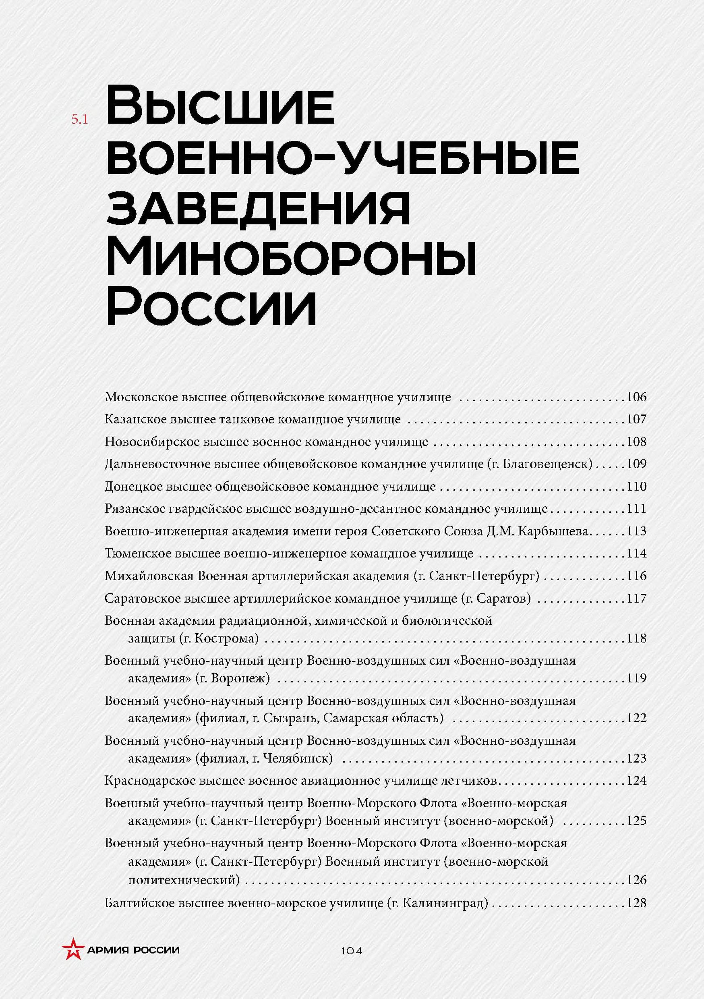 5.1
Высшие
военно-учебные
заведения
Минобороны
России
Московское высшее общевойсковое командное училище . . . . . . . . . . . . . . . . . . . . . . . . . .106
Казанское высшее танковое командное училище . . . . . . . . . . . . . . . . . . . . . . . . . . . . . . . . . .107
Новосибирское высшее военное командное училище . . . . . . . . . . . . . . . . . . . . . . . . . . . . . .108
Дальневосточное высшее общевойсковое командное училище (г. Благовещенск) . . . . .109
Донецкое высшее общевойсковое командное училище . . . . . . . . . . . . . . . . . . . . . . . . . . . . .110
Рязанское гвардейское высшее воздушно-десантное командное училище. . . . . . . . . . . .111
Военно-инженерная академия имени героя Советского Союза Д.М. Карбышева. . . . . .113
Тюменское высшее военно-инженерное командное училище . . . . . . . . . . . . . . . . . . . . . . .114
Михайловская Военная артиллерийская академия (г. Санкт-Петербург) . . . . . . . . . . . . .116
Саратовское высшее артиллерийское командное училище (г. Саратов) . . . . . . . . . . . . . .117
Военная академия радиационной, химической и биологической
защиты (г. Кострома) . . . . . . . . . . . . . . . . . . . . . . . . . . . . . . . . . . . . . . . . . . . . . . . . . . . . . . . .118
Военный учебно-научный центр Военно-воздушных сил «Военно-воздушная
академия» (г. Воронеж) . . . . . . . . . . . . . . . . . . . . . . . . . . . . . . . . . . . . . . . . . . . . . . . . . . . . . .119
Военный учебно-научный центр Военно-воздушных сил «Военно-воздушная
академия» (филиал, г. Сызрань, Самарская область) . . . . . . . . . . . . . . . . . . . . . . . . . . .122
Военный учебно-научный центр Военно-воздушных сил «Военно-воздушная
академия» (филиал, г. Челябинск) . . . . . . . . . . . . . . . . . . . . . . . . . . . . . . . . . . . . . . . . . . . .123
Краснодарское высшее военное авиационное училище летчиков. . . . . . . . . . . . . . . . . . . .124
Военный учебно-научный центр Военно-Морского Флота «Военно-морская
академия» (г. Санкт-Петербург) Военный институт (военно-морской) . . . . . . . . . .125
Военный учебно-научный центр Военно-Морского Флота «Военно-морская
академия» (г. Санкт-Петербург) Военный институт (военно-морской
политехнический) . . . . . . . . . . . . . . . . . . . . . . . . . . . . . . . . . . . . . . . . . . . . . . . . . . . . . . . . . . .126
Балтийское высшее военно-морское училище (г. Калининград) . . . . . . . . . . . . . . . . . . . . .128
АРМИЯ РОССИИ
104